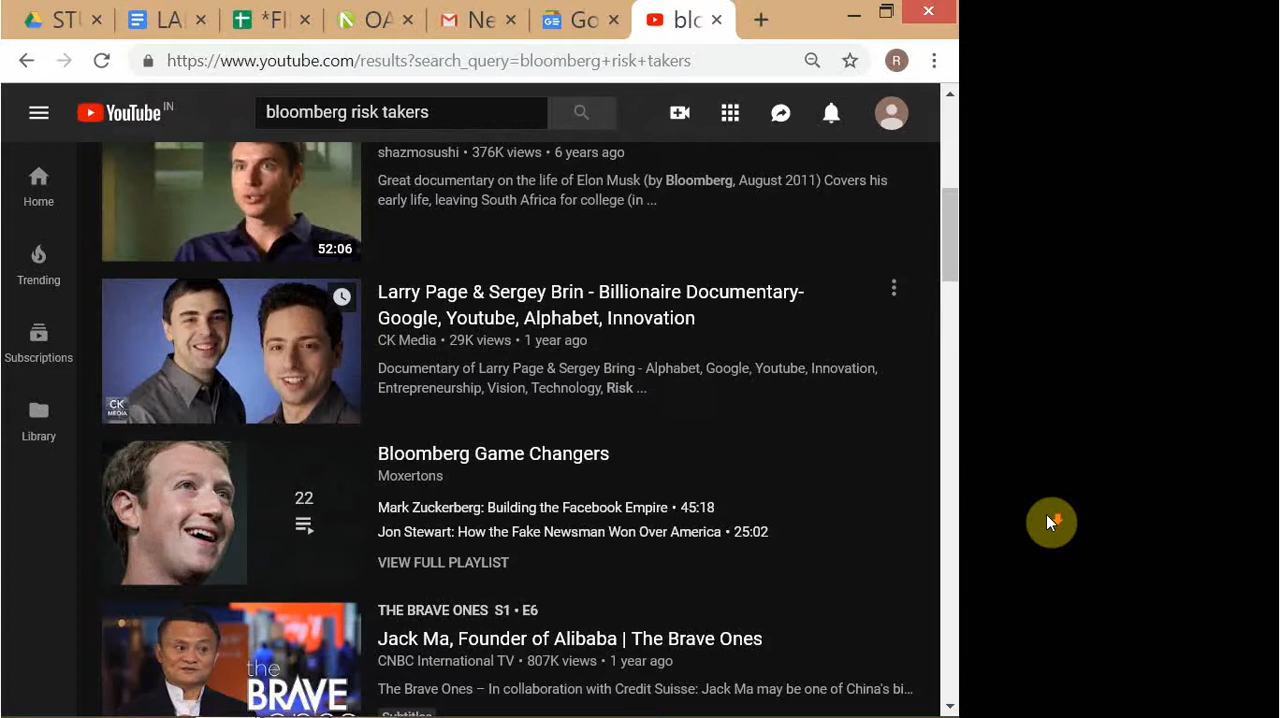 ST
LA
*FI
OA
Ne
Go
blo
https://www.youtube.com/results?search_query=bloomberg+risk+takers
R
YouTube IN
bloomberg risk takers
Home
Trending
Subscriptions
Library
shazmosushi • 376K views • 6 years ago
Great documentary on the life of Elon Musk (by Bloomberg, August 2011) Covers his
early life, leaving South Africa for college (in ...
52:06
Larry Page & Sergey Brin - Billionaire Documentary-
Google, Youtube, Alphabet, Innovation
CK Media • 29K views • 1 year ago
Documentary of Larry Page & Sergey Bring - Alphabet, Google, Youtube, Innovation,
Entrepreneurship, Vision, Technology, Risk ...
CK
MEDIA
Bloomberg Game Changers
Moxertons
22
Mark Zuckerberg: Building the Facebook Empire • 45:18
Jon Stewart: How the Fake Newsman Won Over America • 25:02
VIEW FULL PLAYLIST
THE BRAVE ONES S1 • E6
Jack Ma, Founder of Alibaba | The Brave Ones
CNBC International TV • 807K views • 1 year ago
The Brave Ones – In collaboration with Credit Suisse: Jack Ma may be one of China's bi...
Subtitles
the
BRAVE